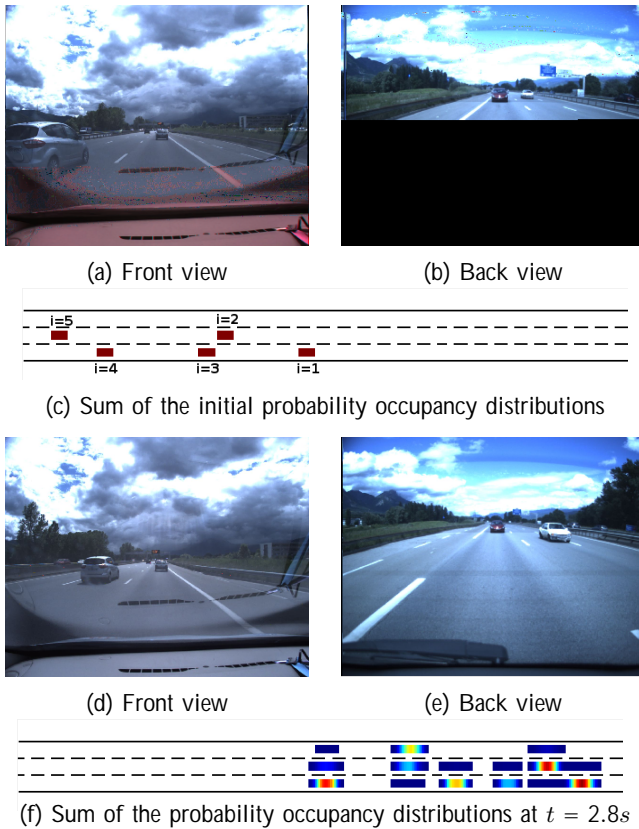 (a) Front view
(b) Back view
i=5
i=2
i=4
i=3
i=1
(c) Sum of the initial probability occupancy distributions
(d) Front view
(e) Back view
(f) Sum of the probability occupancy distributions at t = 2.8s